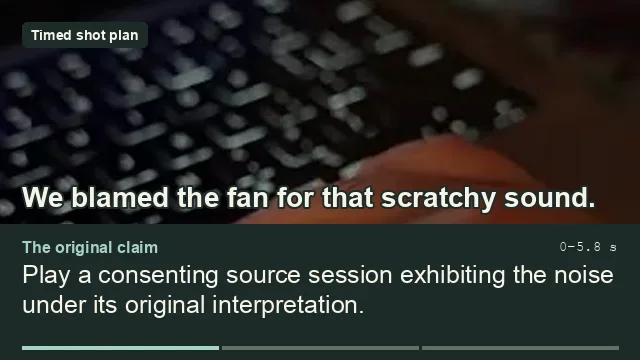 Timed shot plan
We blamed the fan for that scratchy sound.
The original claim
0–5.8 s
Play a consenting source session exhibiting the noise
under its original interpretation.